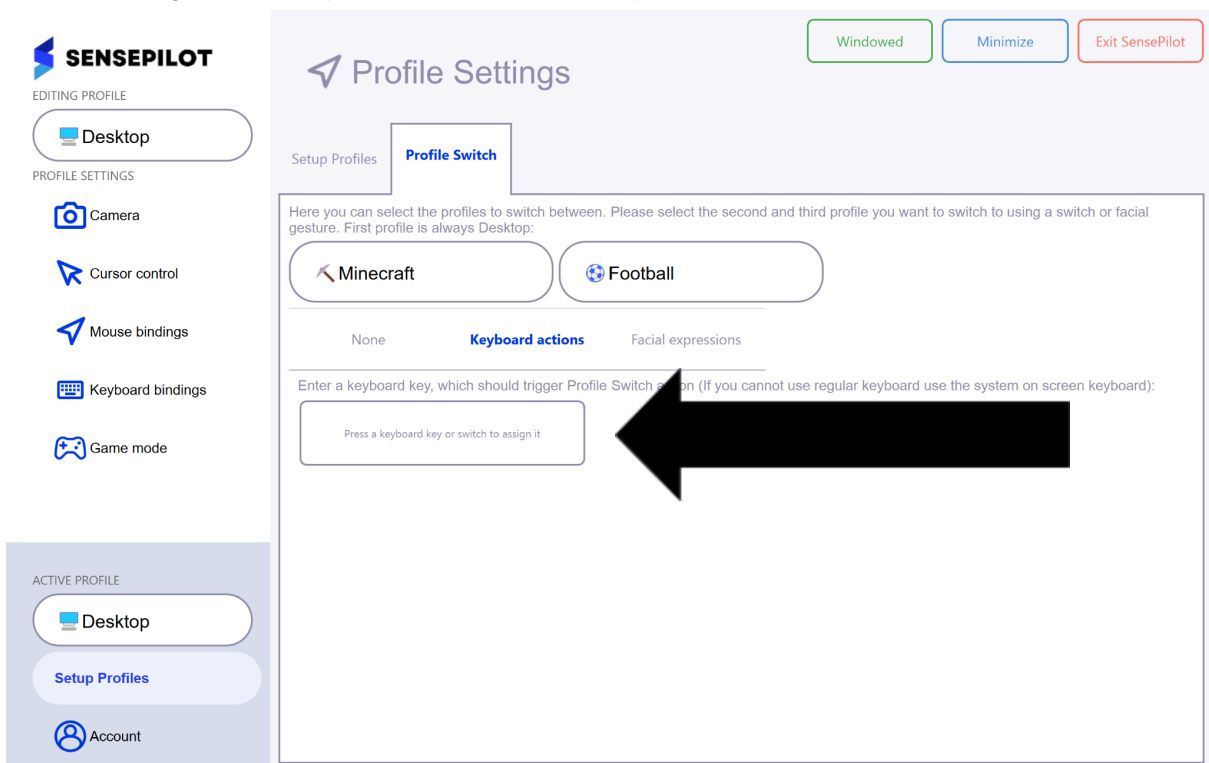 SENSEPILOT
EDITING PROFILE
Desktop
PROFILE SETTINGS
Camera
Cursor control
Mouse bindings
Keyboard bindings
Game mode
ACTIVE PROFILE
Desktop
Setup Profiles
Account
Windowed
Minimize
Exit SensePilot
Profile Settings
Setup Profiles
Profile Switch
Here you can select the profiles to switch between. Please select the second and third profile you want to switch to using a switch or facial
gesture. First profile is always Desktop:
Minecraft
Football
None
Keyboard actions
Facial expressions
Enter a keyboard key, which should trigger Profile Switch on (If you cannot use regular keyboard use the system on screen keyboard):
Press a keyboard key or switch to assign it